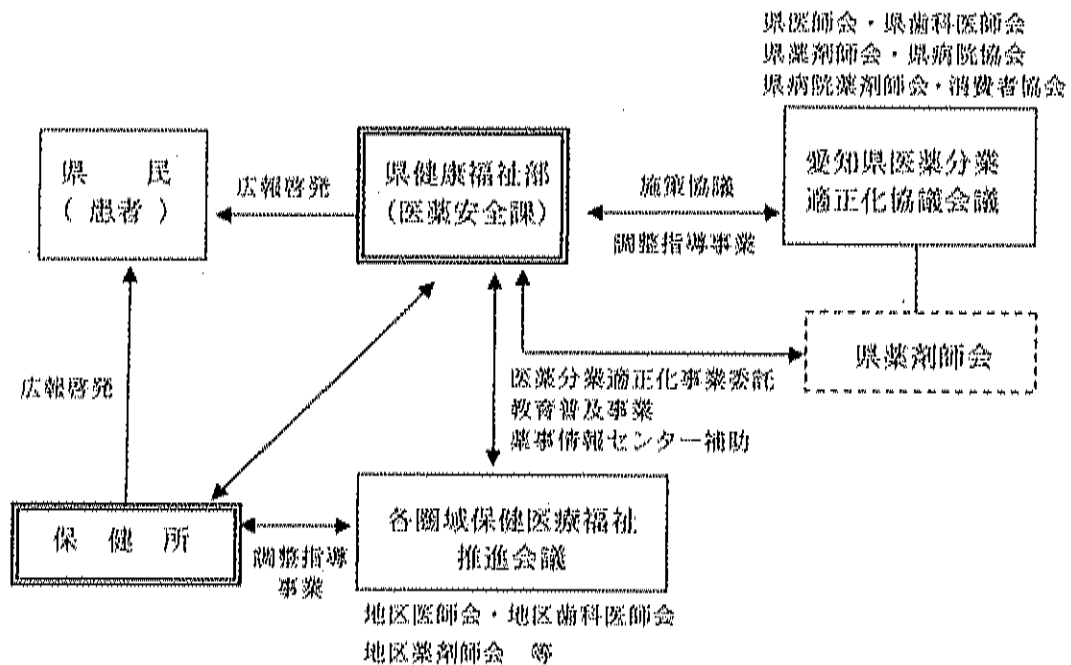 県医師会・県歯科医師会
県薬剤師会・県病院協会
県病院薬剤師会・消費者協会
県　　民
（患者）
広報啓発
県健康福祉部
（医薬安全課）
施策協議
調整指導事業
愛知県医薬分業
適正化協議会議
県薬剤師会
広報啓発
医薬分業適正化事業委託
教育普及事業
薬事情報センター補助
保　健　所
調整指導
事業
各圏域保健医療福祉
推進会議
地区医師会・地区歯科医師会
地区薬剤師会　等